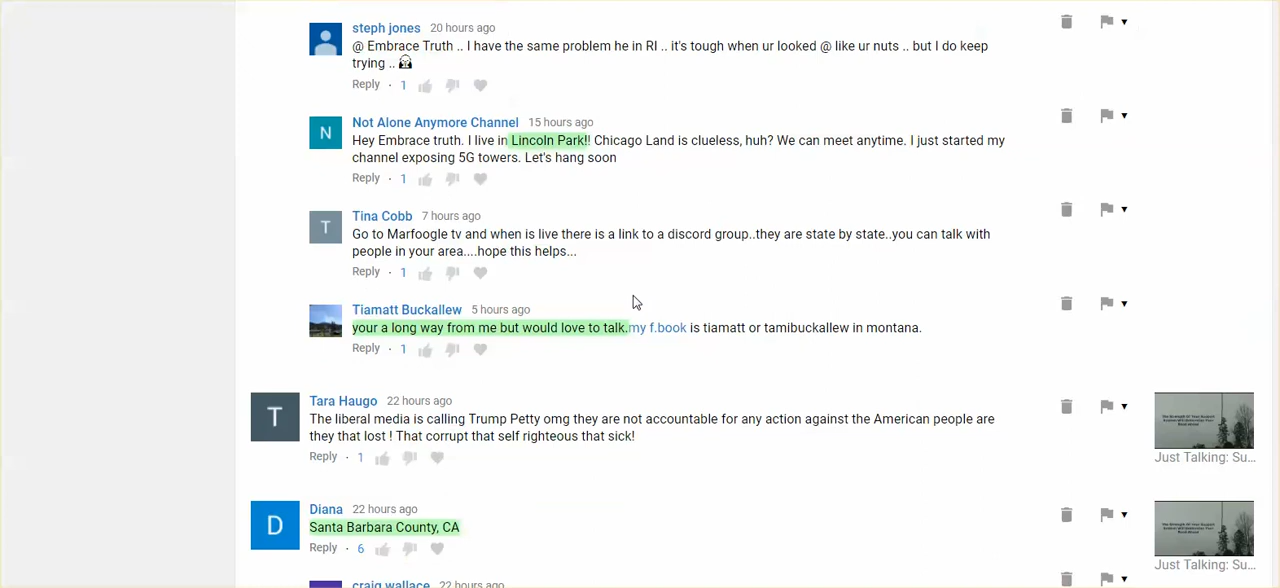 steph jones 20 hours ago
@ Embrace Truth .. I have the same problem he in RI .. it's tough when ur looked @ like ur nuts .. but I do keep
trying ..
Reply · 1
N
Not Alone Anymore Channel 15 hours ago
Hey Embrace truth. I live in Lincoln Park!! Chicago Land is clueless, huh? We can meet anytime. I just started my
channel exposing 5G towers. Let's hang soon
Reply · 1
T
Tina Cobb 7 hours ago
Go to Marfoogle tv and when is live there is a link to a discord group..they are state by state..you can talk with
people in your area....hope this helps...
Reply · 1
Tiamatt Buckallew 5 hours ago
your a long way from me but would love to talk.my f.book is tiamatt or tamibuckallew in montana.
Reply · 1
T
Tara Haugo 22 hours ago
The liberal media is calling Trump Petty omg they are not accountable for any action against the American people are
they that lost ! That corrupt that self righteous that sick!
Reply · 1
Just Talking: Su...
D
Diana 22 hours ago
Santa Barbara County, CA
Reply · 6
Just Talking: Su...
craig wallace 22 hours ago